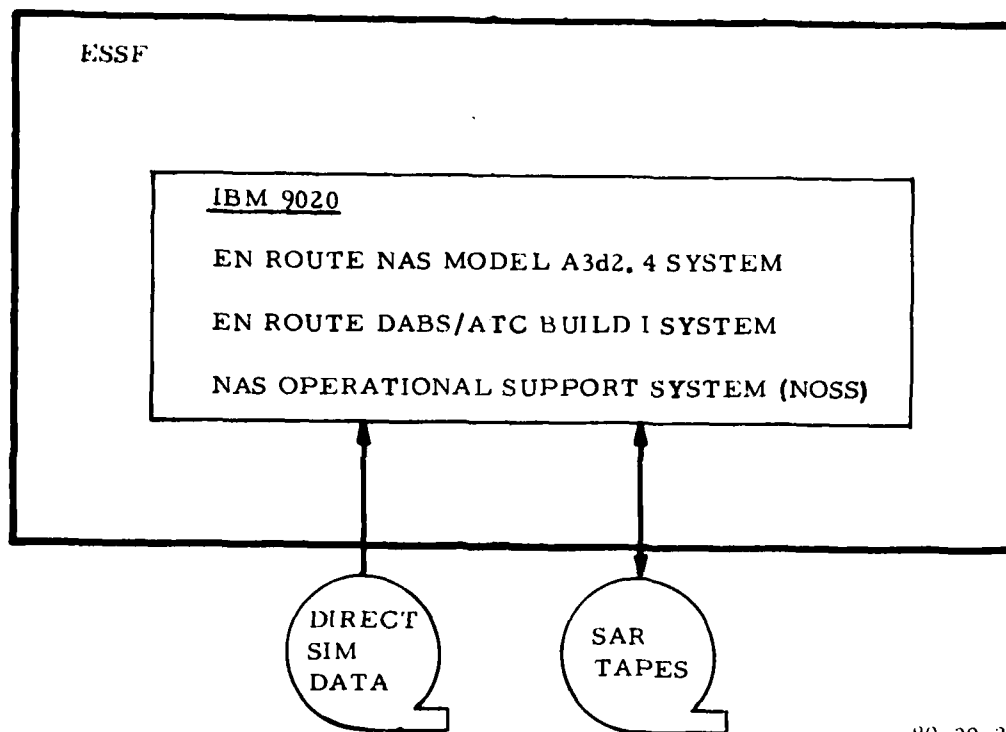 ESSF
IBM 9020
EN ROUTE NAS MODEL A3d2.4 SYSTEM
EN ROUTE DABS/ATC BUILD I SYSTEM
NAS OPERATIONAL SUPPORT SYSTEM (NOSS)
DIRECT
SIM
DATA
SAR
TAPES